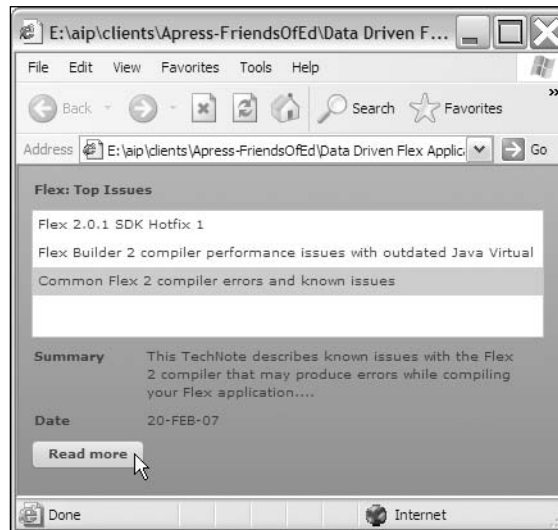 E:\aip\clients\Apress-FriendsOfEd\Data Driven F...
File Edit View Favorites Tools Help
Back Search Favorites »
Address E:\aip\clients\Apress-FriendsOfEd\Data Driven Flex Applic Go
Flex: Top Issues
Flex 2.0.1 SDK Hotfix 1
Flex Builder 2 compiler performance issues with outdated Java Virtual
Common Flex 2 compiler errors and known issues
Summary This TechNote describes known issues with the Flex
2 compiler that may produce errors while compiling
your Flex application....
Date 20-FEB-07
Read more
Done Internet